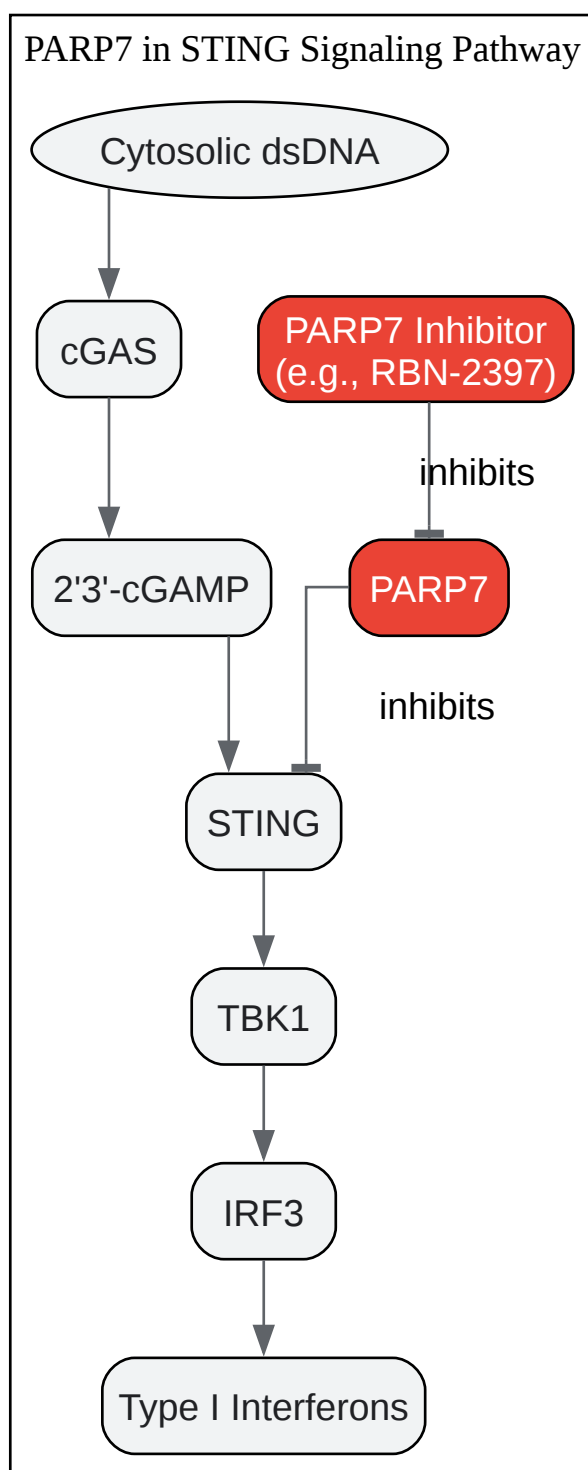 PARP7 in STING Signaling Pathway
Cytosolic dsDNA
cGAS
PARP7 Inhibitor
(e.g., RBN-2397)
inhibits
2'3'-cGAMP
PARP7
inhibits
STING
TBK1
IRF3
Type I Interferons